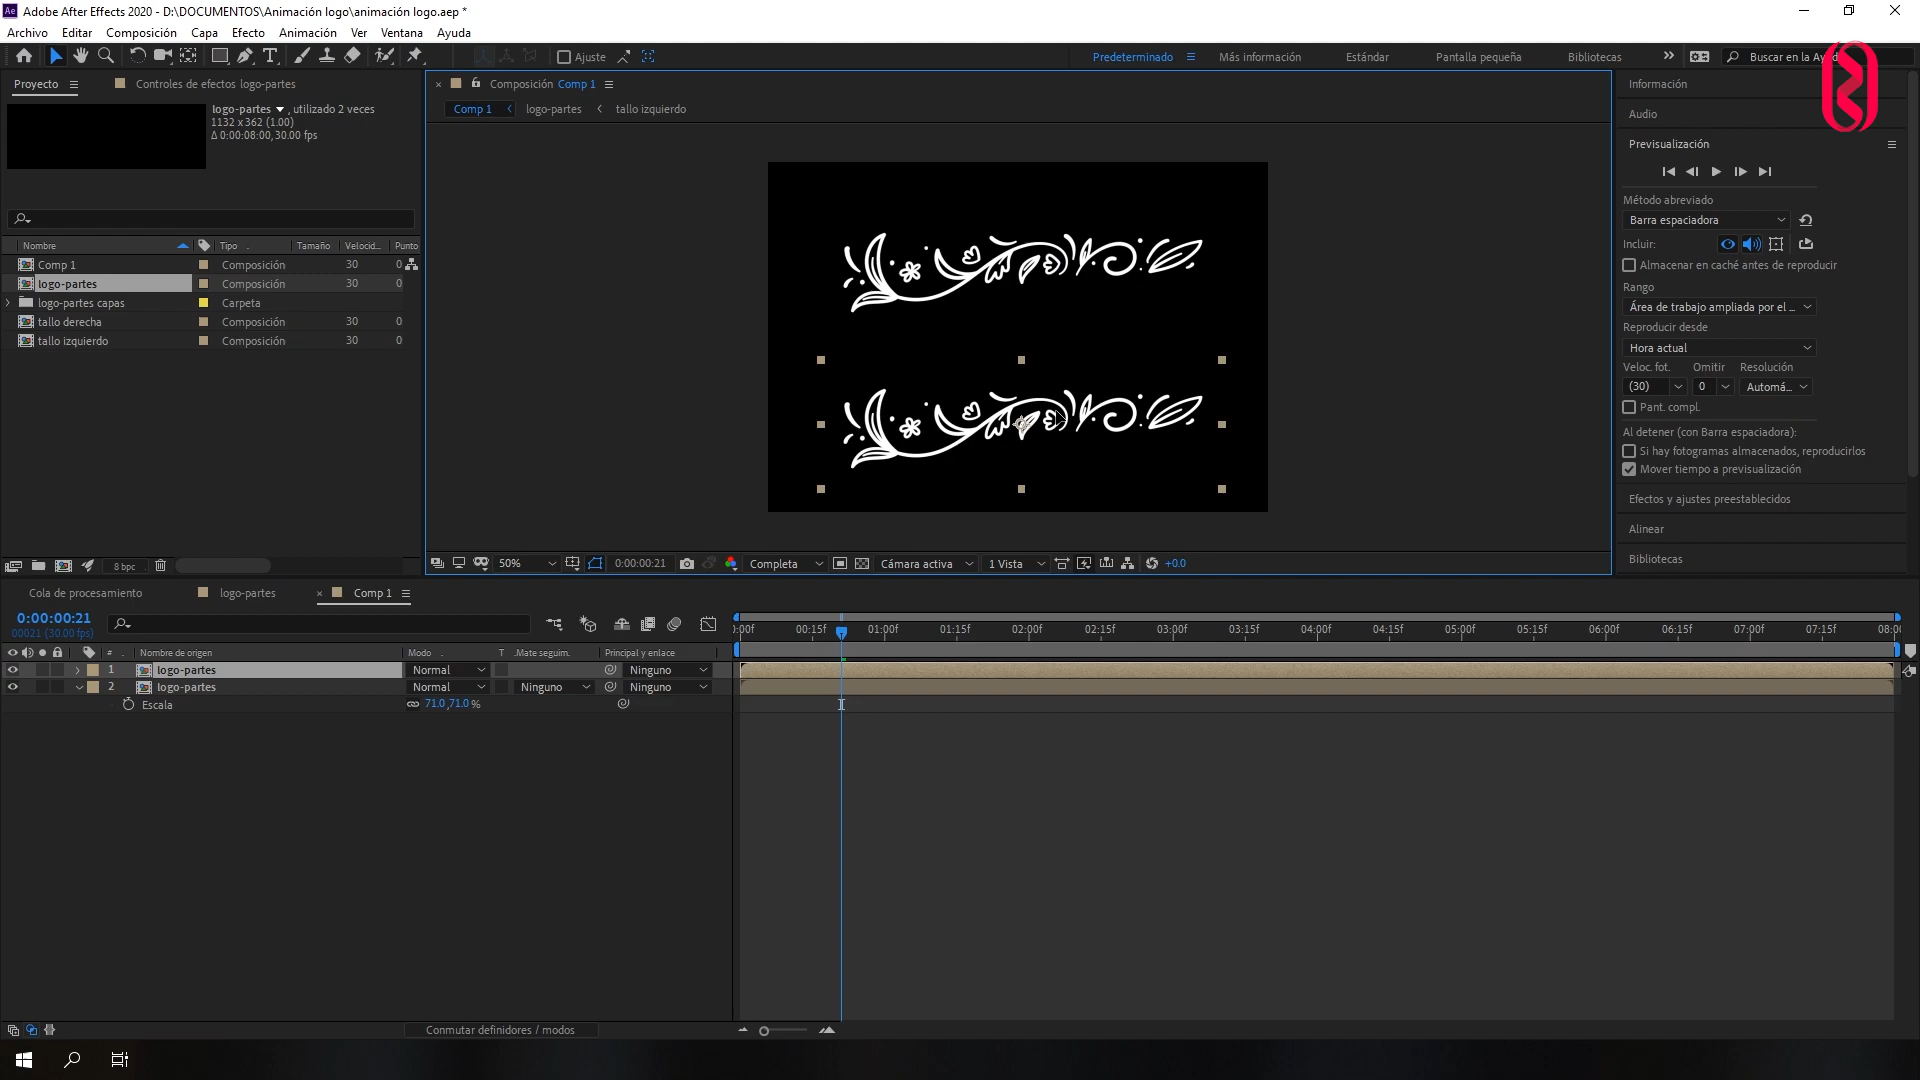 Adobe After Effects 2020 - D:\DOCUMENTOS\Animación logo\animación logo.aep *
Archivo Editar Composición Capa Efecto Animación Ver Ventana Ayuda
Ajuste Predeterminado Más información Estándar Pantalla pequeña Bibliotecas Buscar en la Ayud
Proyecto Controles de efectos logo-partes
logo-partes , utilizado 2 veces
1132 x 362 (1.00)
Δ 0:00:08:00, 30.00 fps
Nombre Tipo Tamaño Velocid... Punto
Comp 1 Composición 30 0
logo-partes Composición 30 0
logo-partes capas Carpeta
tallo derecha Composición 30 0
tallo izquierdo Composición 30 0
8 bpc
Composición Comp 1
Comp 1 logo-partes tallo izquierdo
50% 0:00:00:21 Completa Cámara activa 1 Vista +0.0
Información
Audio
Previsualización
Método abreviado
Barra espaciadora
Incluir:
Almacenar en caché antes de reproducir
Rango
Área de trabajo ampliada por el ...
Reproducir desde
Hora actual
Veloc. fot. Omitir Resolución
(30) 0 Automá...
Pant. compl.
Al detener (con Barra espaciadora):
Si hay fotogramas almacenados, reproducirlos
Mover tiempo a previsualización
Efectos y ajustes preestablecidos
Alinear
Bibliotecas
Cola de procesamiento logo-partes Comp 1
0:00:00:21
00021 (30.00 fps)
:00f 00:15f 01:00f 01:15f 02:00f 02:15f 03:00f 03:15f 04:00f 04:15f 05:00f 05:15f 06:00f 06:15f 07:00f 07:15f 08:00
# Nombre de origen Modo T .Mate seguim. Principal y enlace
1 logo-partes Normal Ninguno
2 logo-partes Normal Ninguno Ninguno
Escala 71.0,71.0 %
Conmutar definidores / modos